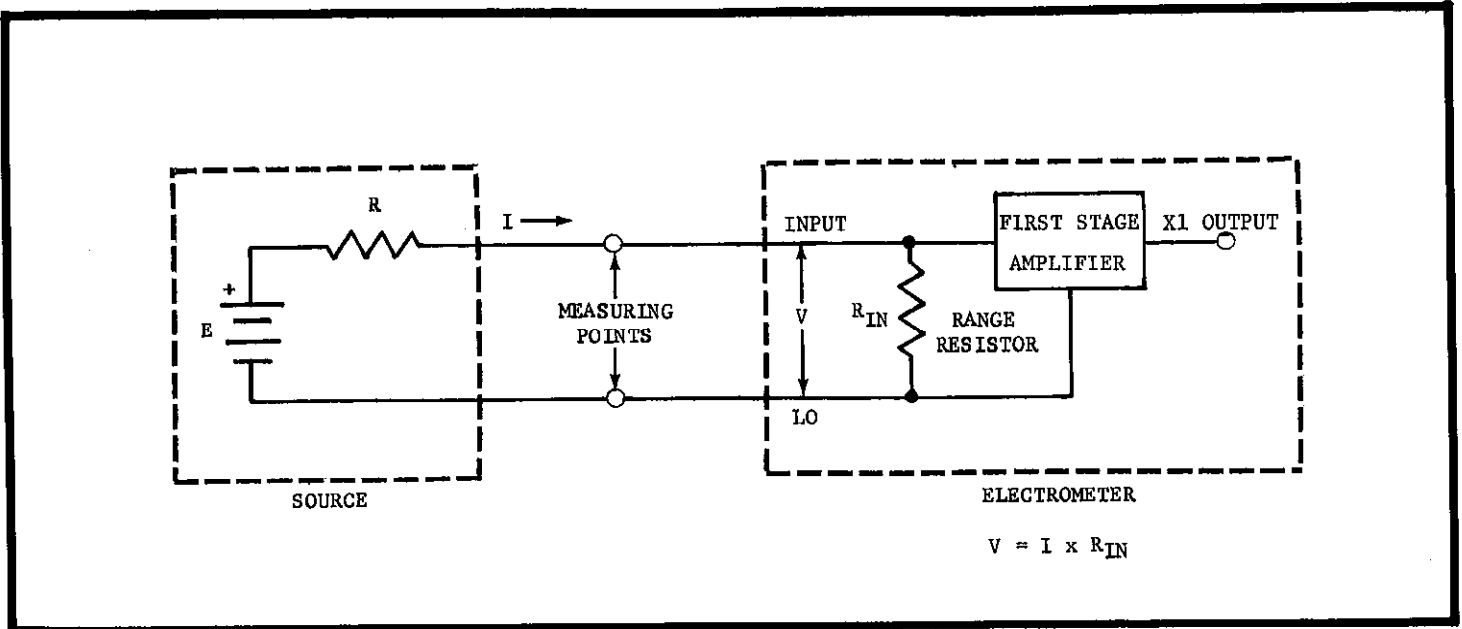 R
I
+
E
SOURCE
MEASURING
POINTS
INPUT
V
LO
RIN
RANGE
RESISTOR
FIRST STAGE
AMPLIFIER
X1 OUTPUT
ELECTROMETER
V = I x RIN